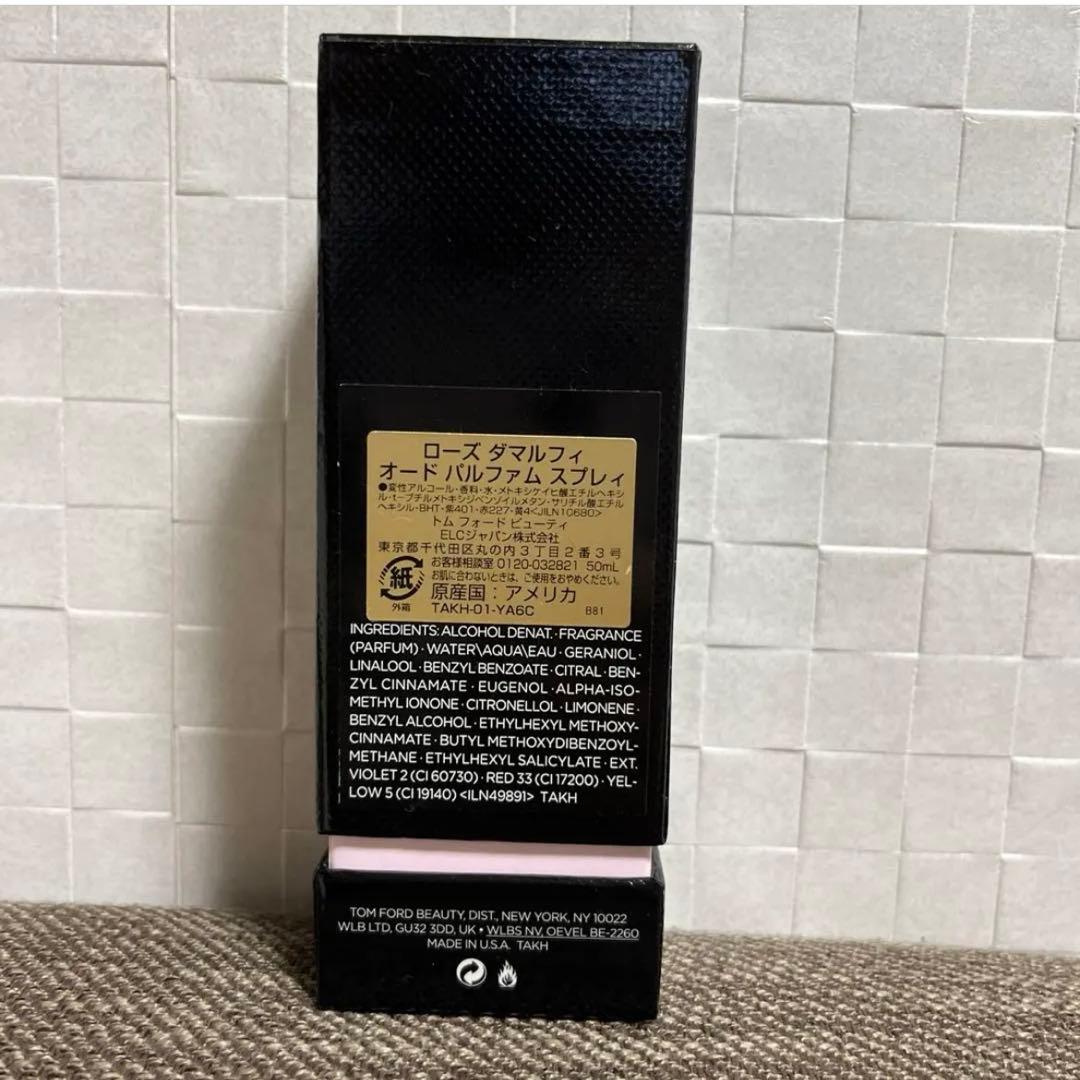 ローズ ダマルフィ
オード パルファム スプレィ
●変性アルコール・香料・水・メトキシケイヒ酸エチルヘキシ
ル・t-ブチルメトキシジベンゾイルメタン・サリチル酸エチル
ヘキシル・BHT・紫401・赤227・黄4<JILN10680>
トム フォード ビューティ
ELCジャパン株式会社
東京都千代田区丸の内3丁目2番3号
お客様相談室 0120-032821 50mL
お肌に合わないときは、ご使用をおやめください。
紙
外箱
原産国：アメリカ
TAKH-01-YA6C B81
INGREDIENTS: ALCOHOL DENAT. · FRAGRANCE
(PARFUM) · WATER\AQUA\EAU · GERANIOL ·
LINALOOL · BENZYL BENZOATE · CITRAL · BEN-
ZYL CINNAMATE · EUGENOL · ALPHA-ISO-
METHYL IONONE · CITRONELLOL · LIMONENE ·
BENZYL ALCOHOL · ETHYLHEXYL METHOXY-
CINNAMATE · BUTYL METHOXYDIBENZOYL-
METHANE · ETHYLHEXYL SALICYLATE · EXT.
VIOLET 2 (CI 60730) · RED 33 (CI 17200) · YEL-
LOW 5 (CI 19140) <ILN49891> TAKH
TOM FORD BEAUTY, DIST., NEW YORK, NY 10022
WLB LTD, GU32 3DD, UK • WLBS NV, OEVEL BE-2260
MADE IN U.S.A. TAKH